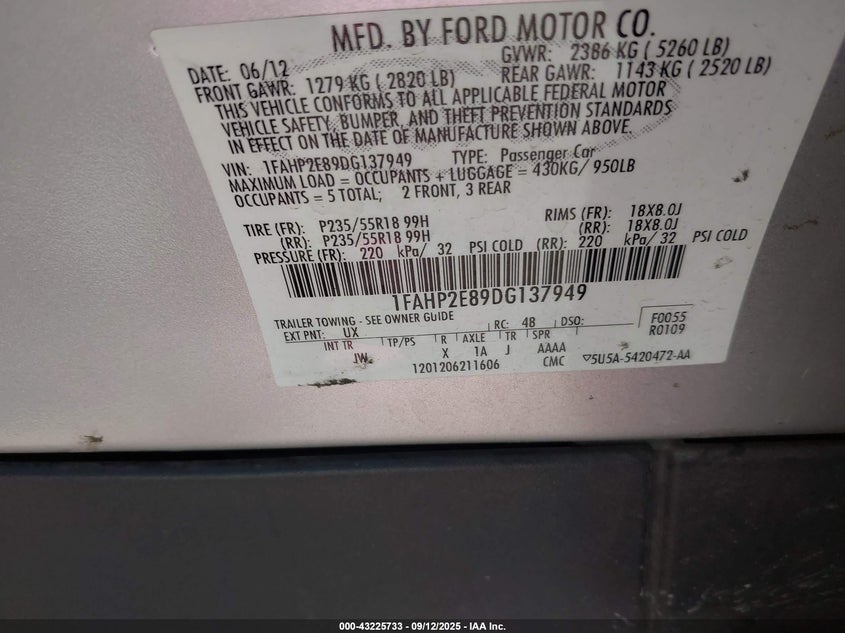 MFD. BY FORD MOTOR CO.
DATE: 06/12 GVWR: 2386 KG ( 5260 LB)
FRONT GAWR: 1279 KG ( 2820 LB) REAR GAWR: 1143 KG ( 2520 LB)
THIS VEHICLE CONFORMS TO ALL APPLICABLE FEDERAL MOTOR
VEHICLE SAFETY, BUMPER, AND THEFT PREVENTION STANDARDS
IN EFFECT ON THE DATE OF MANUFACTURE SHOWN ABOVE.
VIN: 1FAHP2E89DG137949 TYPE: Passenger Car
MAXIMUM LOAD = OCCUPANTS + LUGGAGE = 430KG/ 950LB
OCCUPANTS = 5 TOTAL; 2 FRONT, 3 REAR
TIRE (FR): P235/55R18 99H RIMS (FR): 18X8.0J
(RR): P235/55R18 99H (RR): 18X8.0J
PRESSURE (FR): 220 kPa/ 32 PSI COLD (RR): 220 kPa/ 32 PSI COLD
1FAHP2E89DG137949
TRAILER TOWING - SEE OWNER GUIDE
EXT PNT: UX RC: 48 DSO: F0055
INT TR TP/PS R AXLE TR SPR R0109
JW X 1A J AAAA
1201206211606 CMC ▽5U5A-5420472-AA
000-43225733 - 09/12/2025 - IAA Inc.